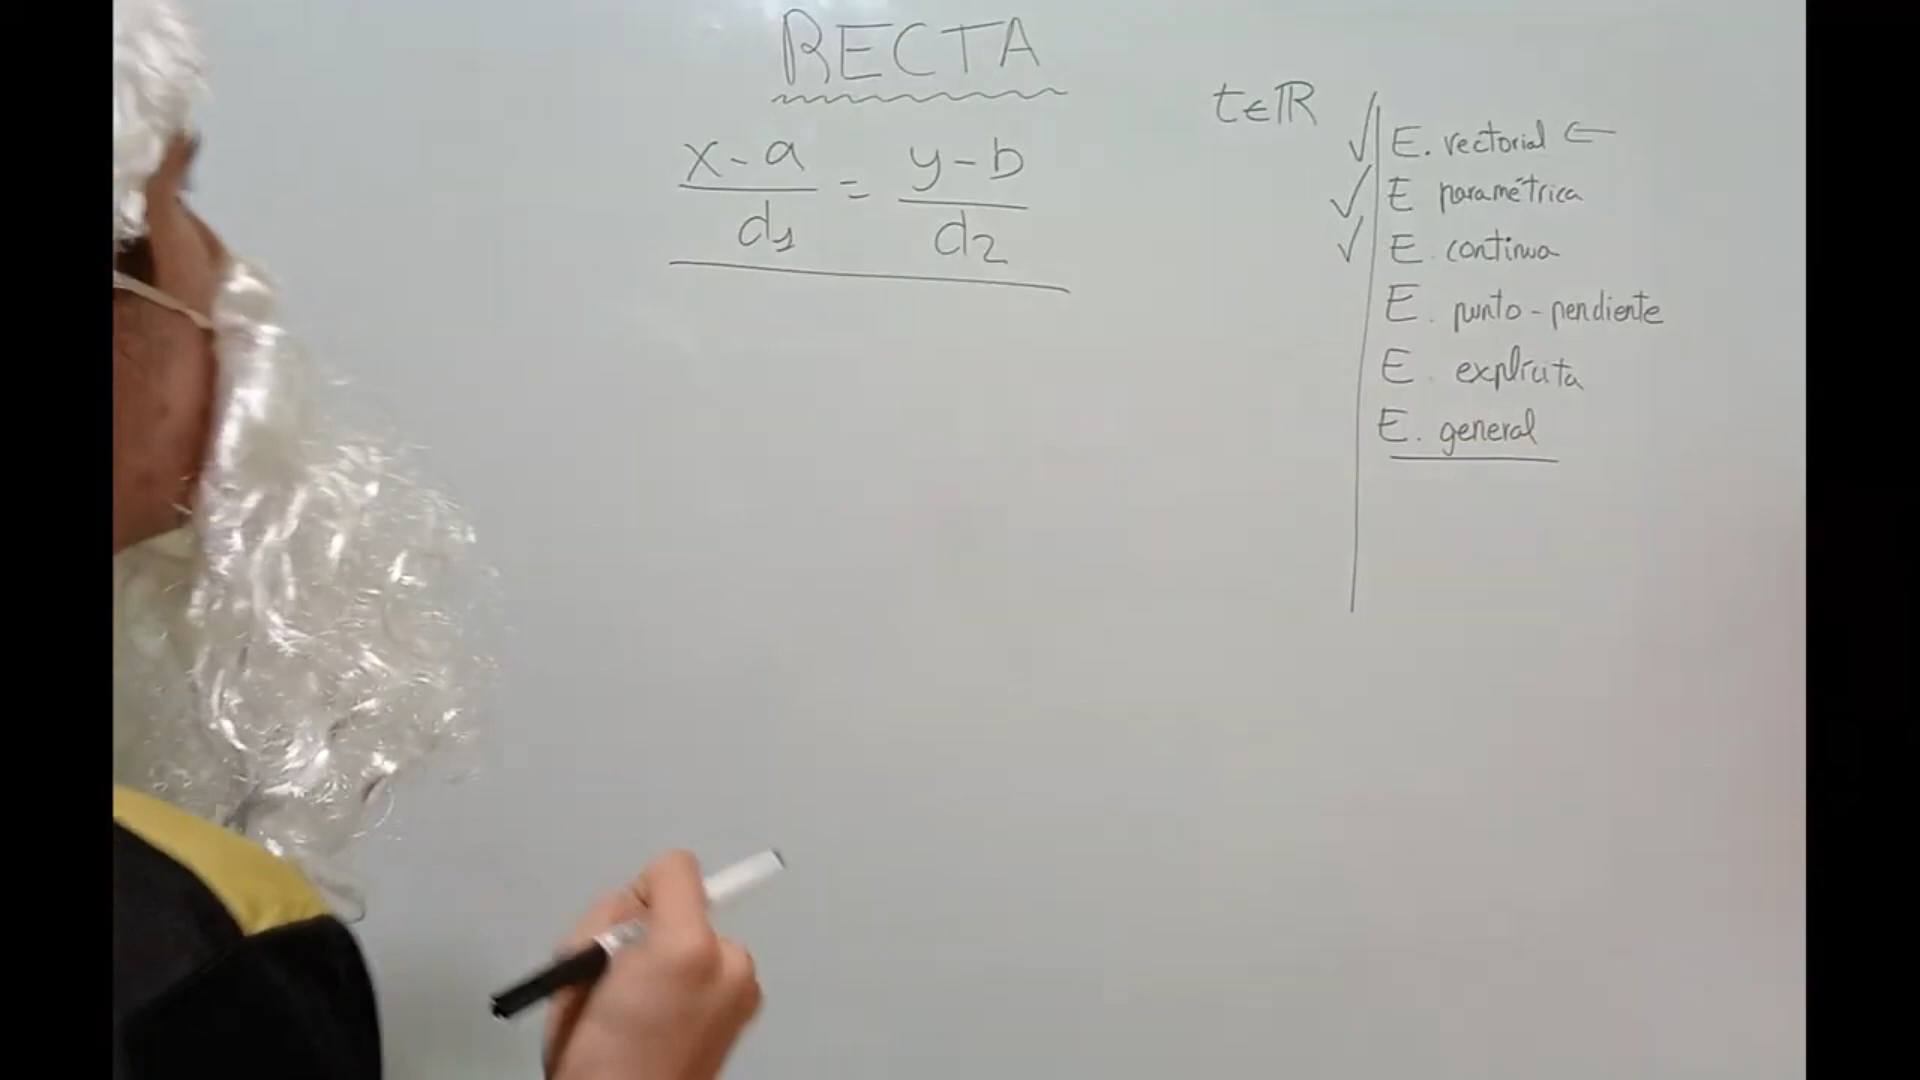 RECTA
x-a / d1 = y-b / d2
t∈ℝ
✓ E. vectorial ←
✓ E paramétrica
✓ E. continua
E. punto-pendiente
E. explícita
E. general